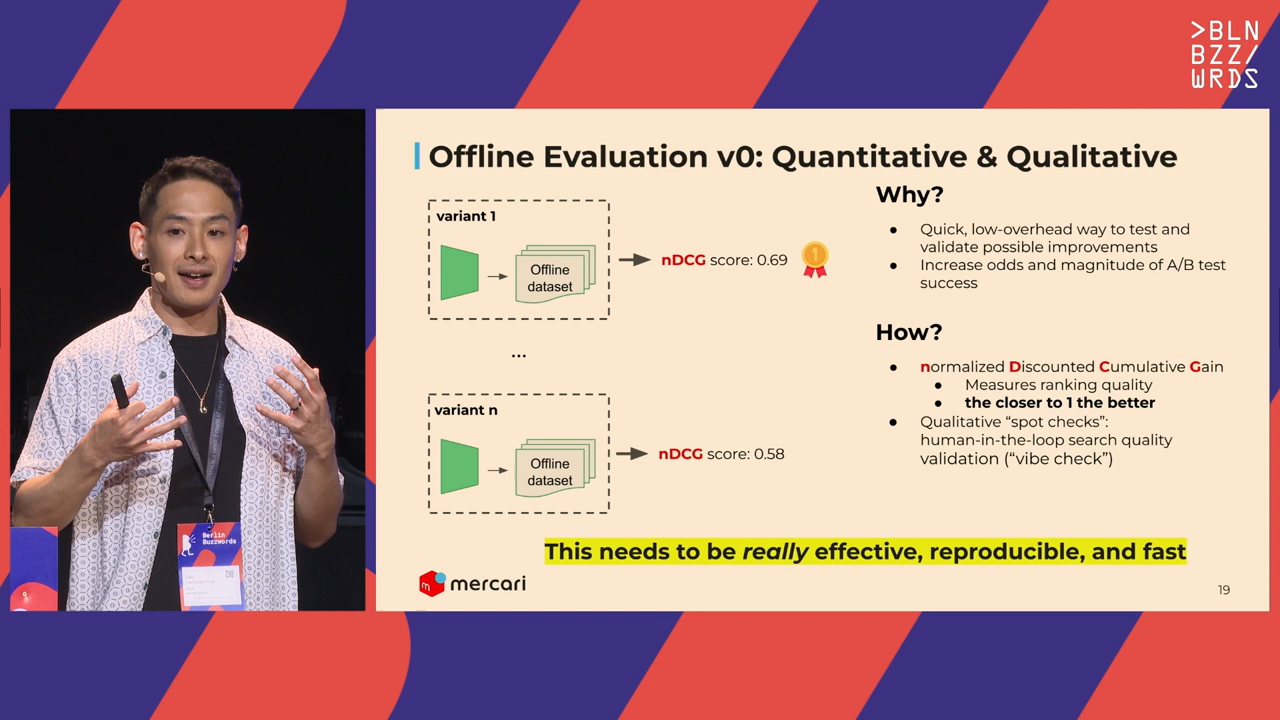 >BLN
BZZ/
WRDS
Offline Evaluation v0: Quantitative & Qualitative
variant 1
Offline
dataset
nDCG score: 0.69
1
...
variant n
Offline
dataset
nDCG score: 0.58
Why?
● Quick, low-overhead way to test and
validate possible improvements
● Increase odds and magnitude of A/B test
success
How?
● normalized Discounted Cumulative Gain
● Measures ranking quality
● the closer to 1 the better
● Qualitative “spot checks”:
human-in-the-loop search quality
validation (“vibe check”)
This needs to be really effective, reproducible, and fast
m mercari
19
Berlin
Buzzwords